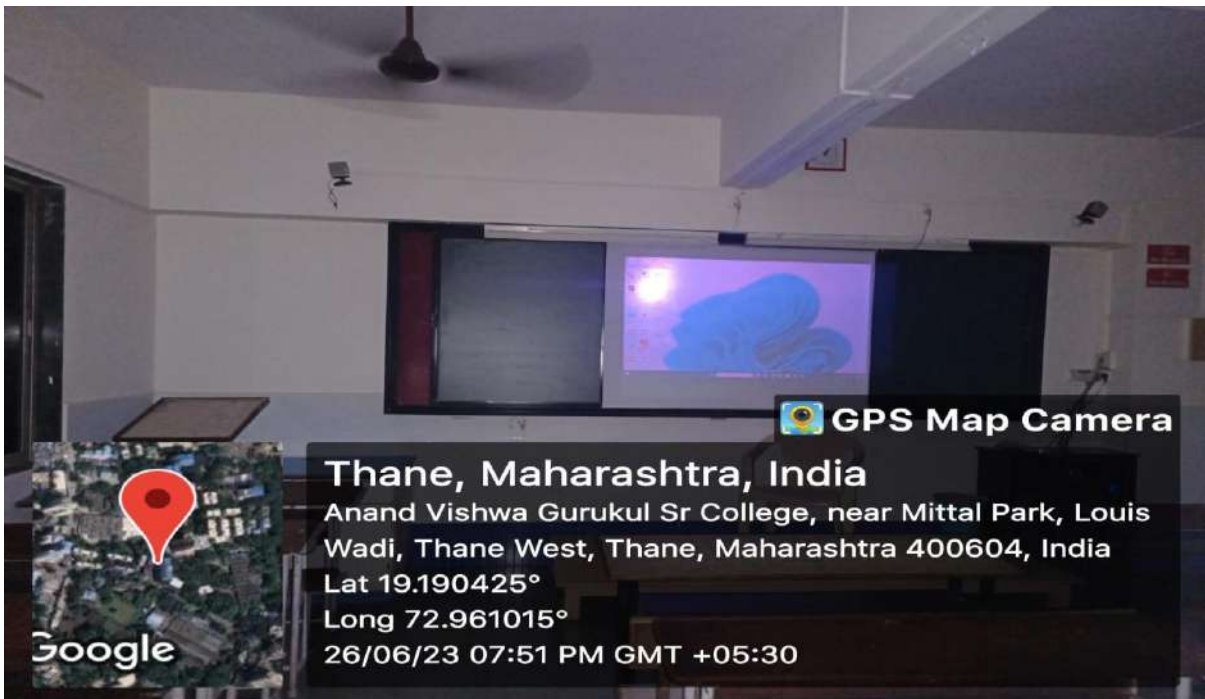 GPS Map Camera
Thane, Maharashtra, India
Anand Vishwa Gurukul Sr College, near Mittal Park, Louis
Wadi, Thane West, Thane, Maharashtra 400604, India
Lat 19.190425°
Long 72.961015°
26/06/23 07:51 PM GMT +05:30
Google